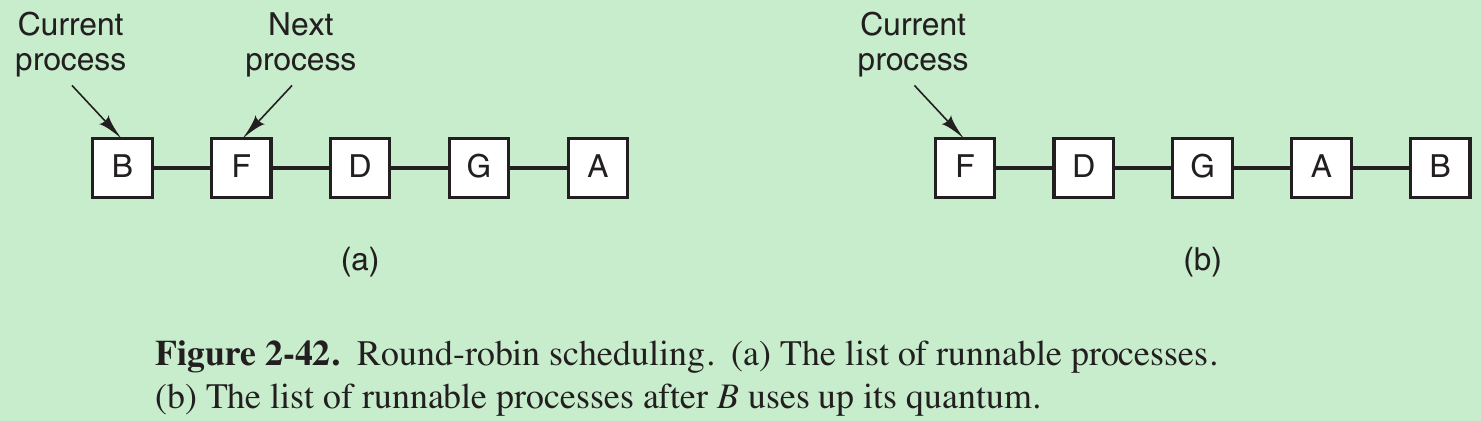 Current process
Next process
Current process
B F D G A
F D G A B
(a)
(b)
Figure 2-42. Round-robin scheduling. (a) The list of runnable processes.
(b) The list of runnable processes after B uses up its quantum.